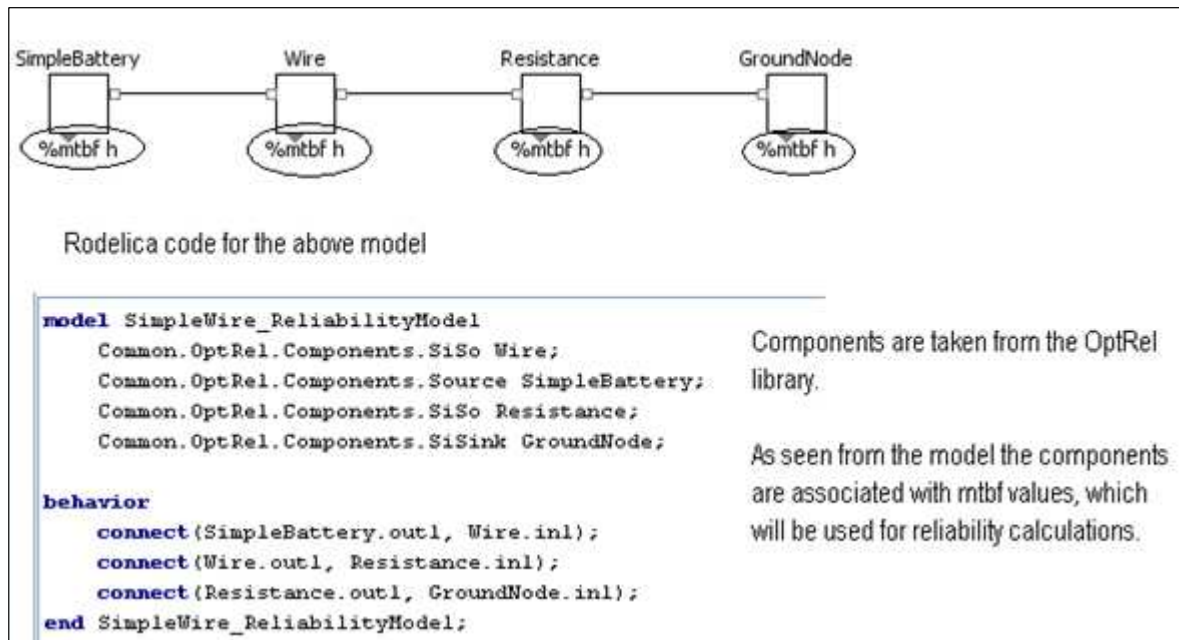 SimpleBattery Wire Resistance GroundNode
%mtbf h %mtbf h %mtbf h %mtbf h
Rodelica code for the above model
model SimpleWire_ReliabilityModel
Common.OptRel.Components.SiSo Wire;
Common.OptRel.Components.Source SimpleBattery;
Common.OptRel.Components.SiSo Resistance;
Common.OptRel.Components.SiSink GroundNode;
behavior
connect(SimpleBattery.out1, Wire.in1);
connect(Wire.out1, Resistance.in1);
connect(Resistance.out1, GroundNode.in1);
end SimpleWire_ReliabilityModel;
Components are taken from the OptRel
library.
As seen from the model the components
are associated with mtbf values, which
will be used for reliability calculations.